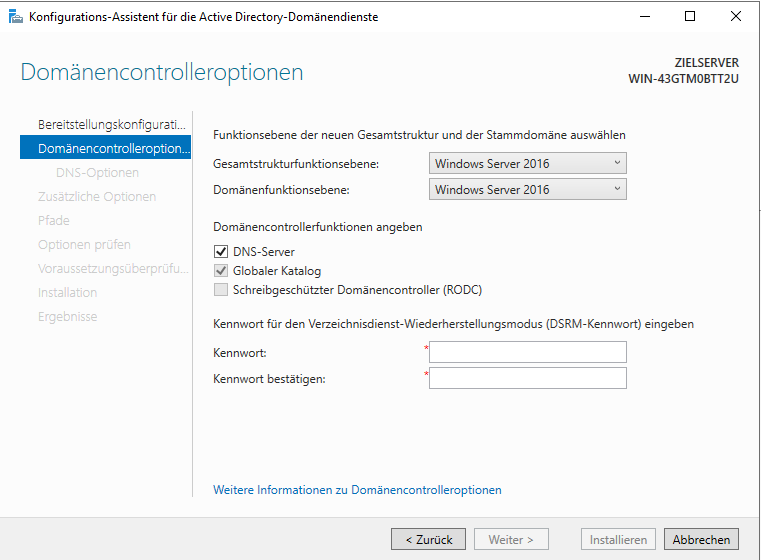 Konfigurations-Assistent für die Active Directory-Domänendienste
Domänencontrolleroptionen
ZIELSERVER
WIN-43GTM0BTT2U
Bereitstellungskonfigurati...
Domänencontrolleroption...
DNS-Optionen
Zusätzliche Optionen
Pfade
Optionen prüfen
Voraussetzungsüberprüfu...
Installation
Ergebnisse
Funktionsebene der neuen Gesamtstruktur und der Stammdomäne auswählen
Gesamtstrukturfunktionsebene: Windows Server 2016
Domänenfunktionsebene: Windows Server 2016
Domänencontrollerfunktionen angeben
DNS-Server
Globaler Katalog
Schreibgeschützter Domänencontroller (RODC)
Kennwort für den Verzeichnisdienst-Wiederherstellungsmodus (DSRM-Kennwort) eingeben
Kennwort: *
Kennwort bestätigen: *
Weitere Informationen zu Domänencontrolleroptionen
< Zurück Weiter > Installieren Abbrechen